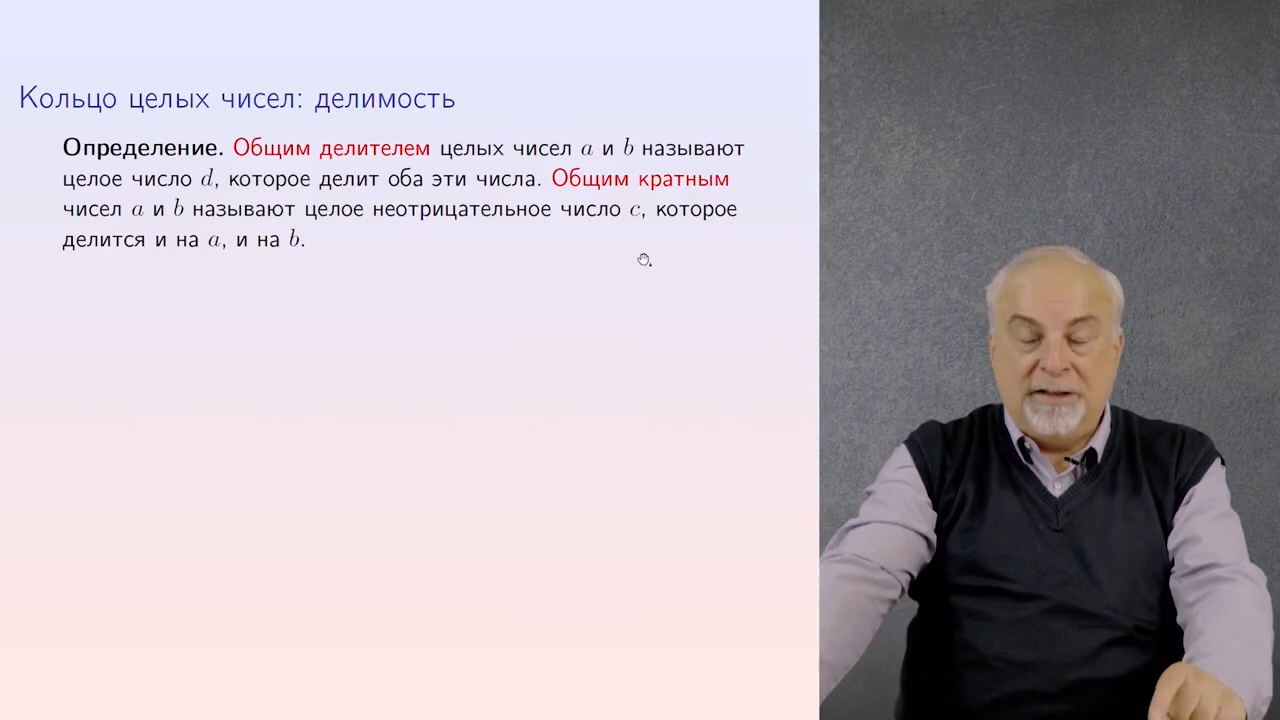 Кольцо целых чисел: делимость
Определение. Общим делителем целых чисел a и b называют
целое число d, которое делит оба эти числа. Общим кратным
чисел a и b называют целое неотрицательное число c, которое
делится и на a, и на b.